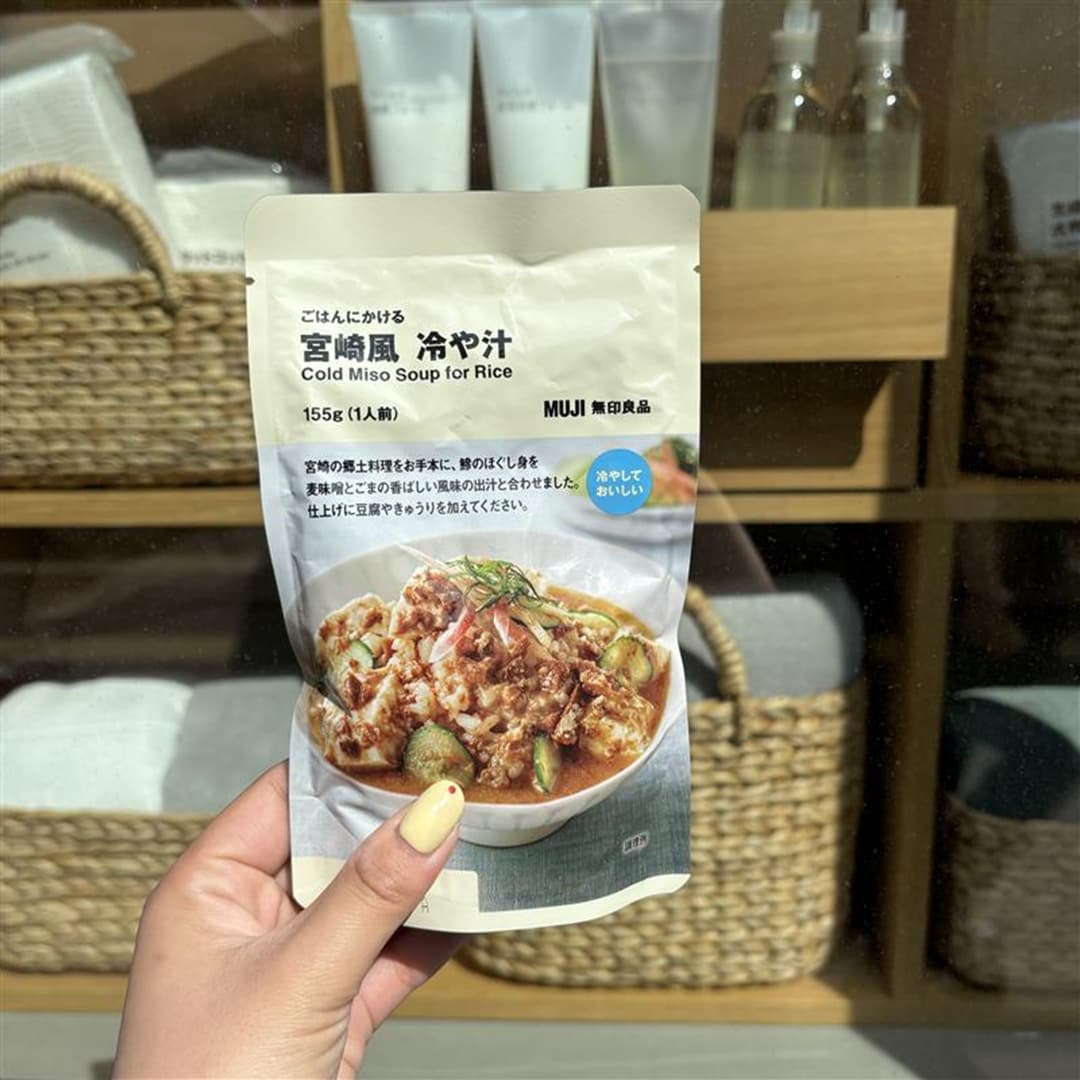 ごはんにかける
宮崎風 冷や汁
Cold Miso Soup for Rice
155g (1人前)
MUJI 無印良品
宮崎の郷土料理をお手本に、鯵のほぐし身を
麦味噌とごまの香ばしい風味の出汁と合わせました。
仕上げに豆腐やきゅうりを加えてください。
冷やして
おいしい
調理例